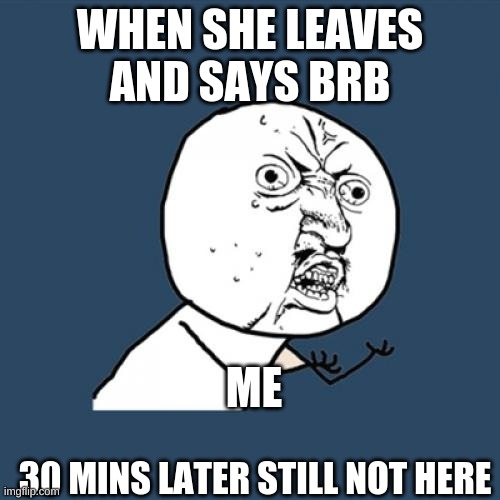 WHEN SHE LEAVES
AND SAYS BRB
ME
30 MINS LATER STILL NOT HERE
imgflip.com